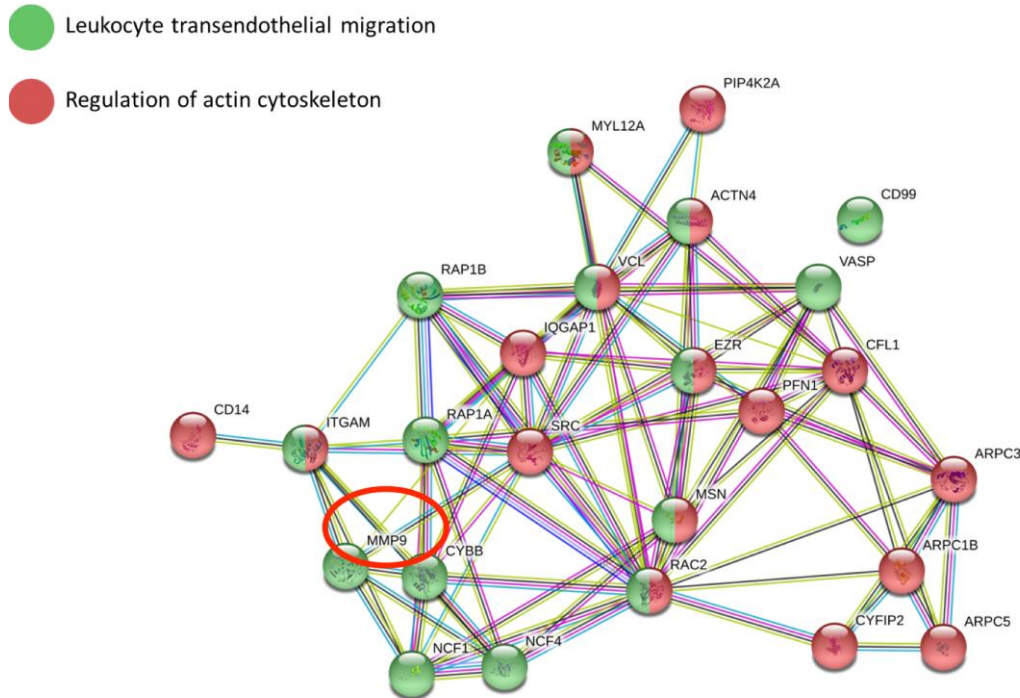 Leukocyte transendothelial migration
Regulation of actin cytoskeleton
PIP4K2A
MYL12A
ACTN4
CD99
VCL
VASP
RAP1B
IQGAP1
EZR
CFL1
PFN1
CD14
ITGAM
RAP1A
SRC
ARPC3
MSN
MMP9
CYBB
ARPC1B
RAC2
CYFIP2
ARPC5
NCF1
NCF4